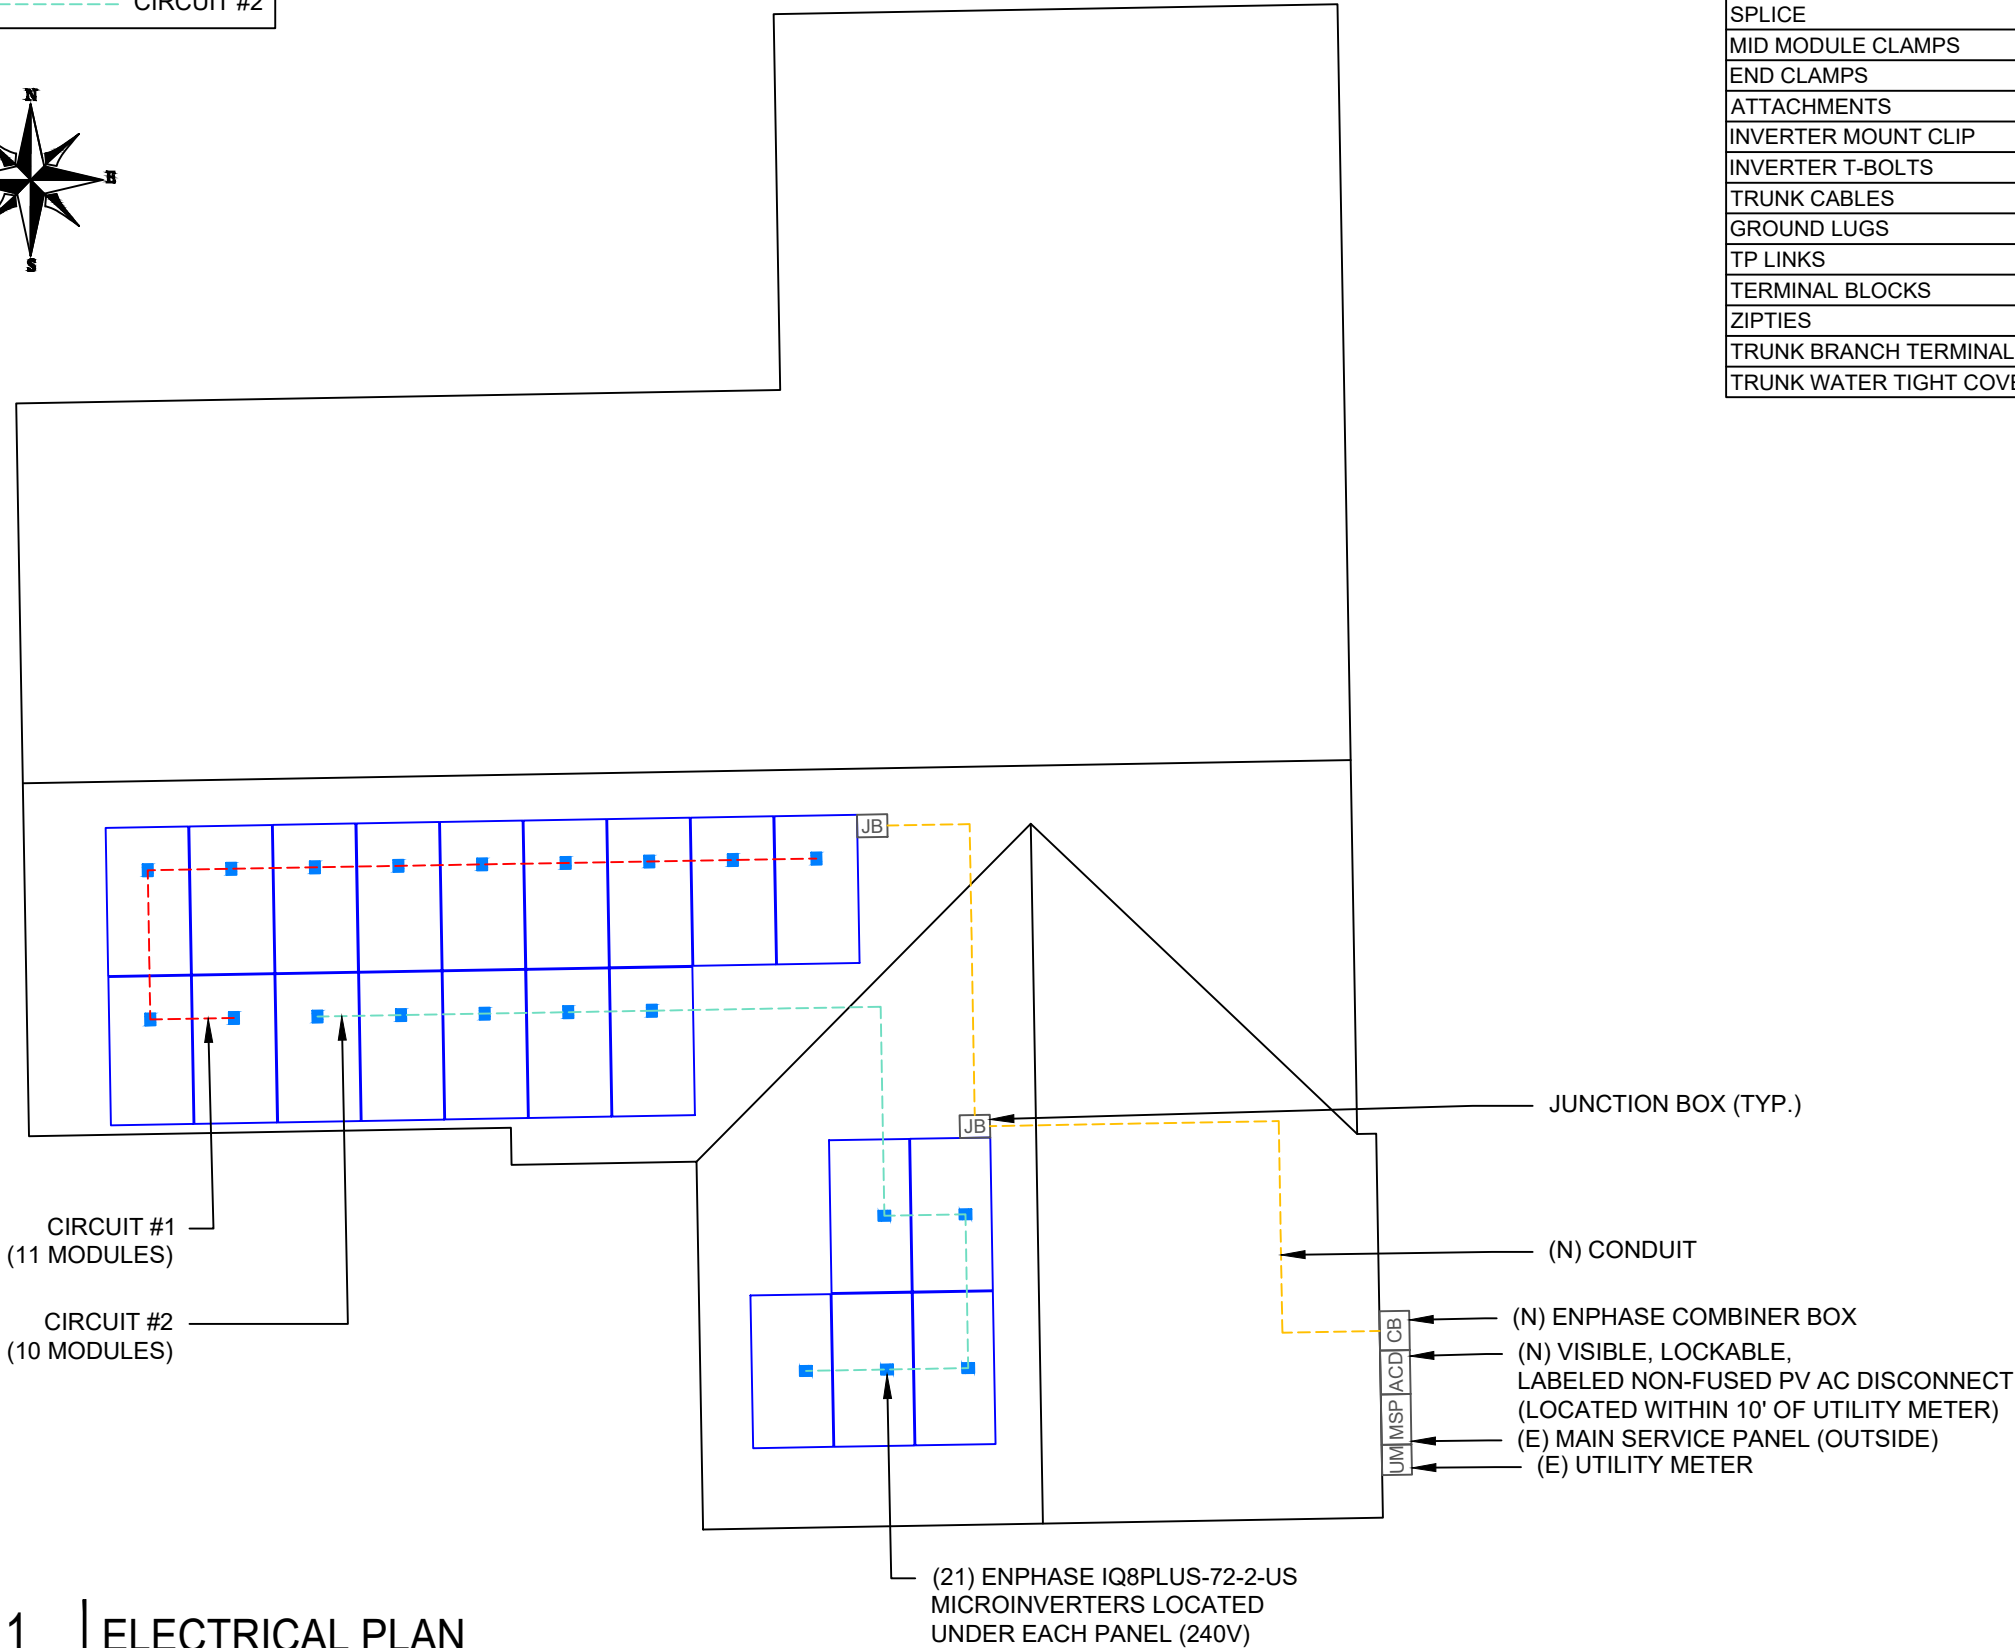 CIRCUIT #2
SPLICE
MID MODULE CLAMPS
END CLAMPS
ATTACHMENTS
INVERTER MOUNT CLIP
INVERTER T-BOLTS
TRUNK CABLES
GROUND LUGS
TP LINKS
TERMINAL BLOCKS
ZIPTIES
TRUNK BRANCH TERMINAL
TRUNK WATER TIGHT
N
E
S
JB
JB
JUNCTION BOX (TYP.)
CIRCUIT #1
(11 MODULES)
CIRCUIT #2
(10 MODULES)
(N) CONDUIT
CB
ACD
MSP
UM
(N) ENPHASE COMBINER BOX
(N) VISIBLE, LOCKABLE,
LABELED NON-FUSED PV AC DISCONNECT
(LOCATED WITHIN 10' OF UTILITY METER)
(E) MAIN SERVICE PANEL (OUTSIDE)
(E) UTILITY METER
(21) ENPHASE IQ8PLUS-72-2-US
MICROINVERTERS LOCATED
UNDER EACH PANEL (240V)
1
ELECTRICAL PLAN